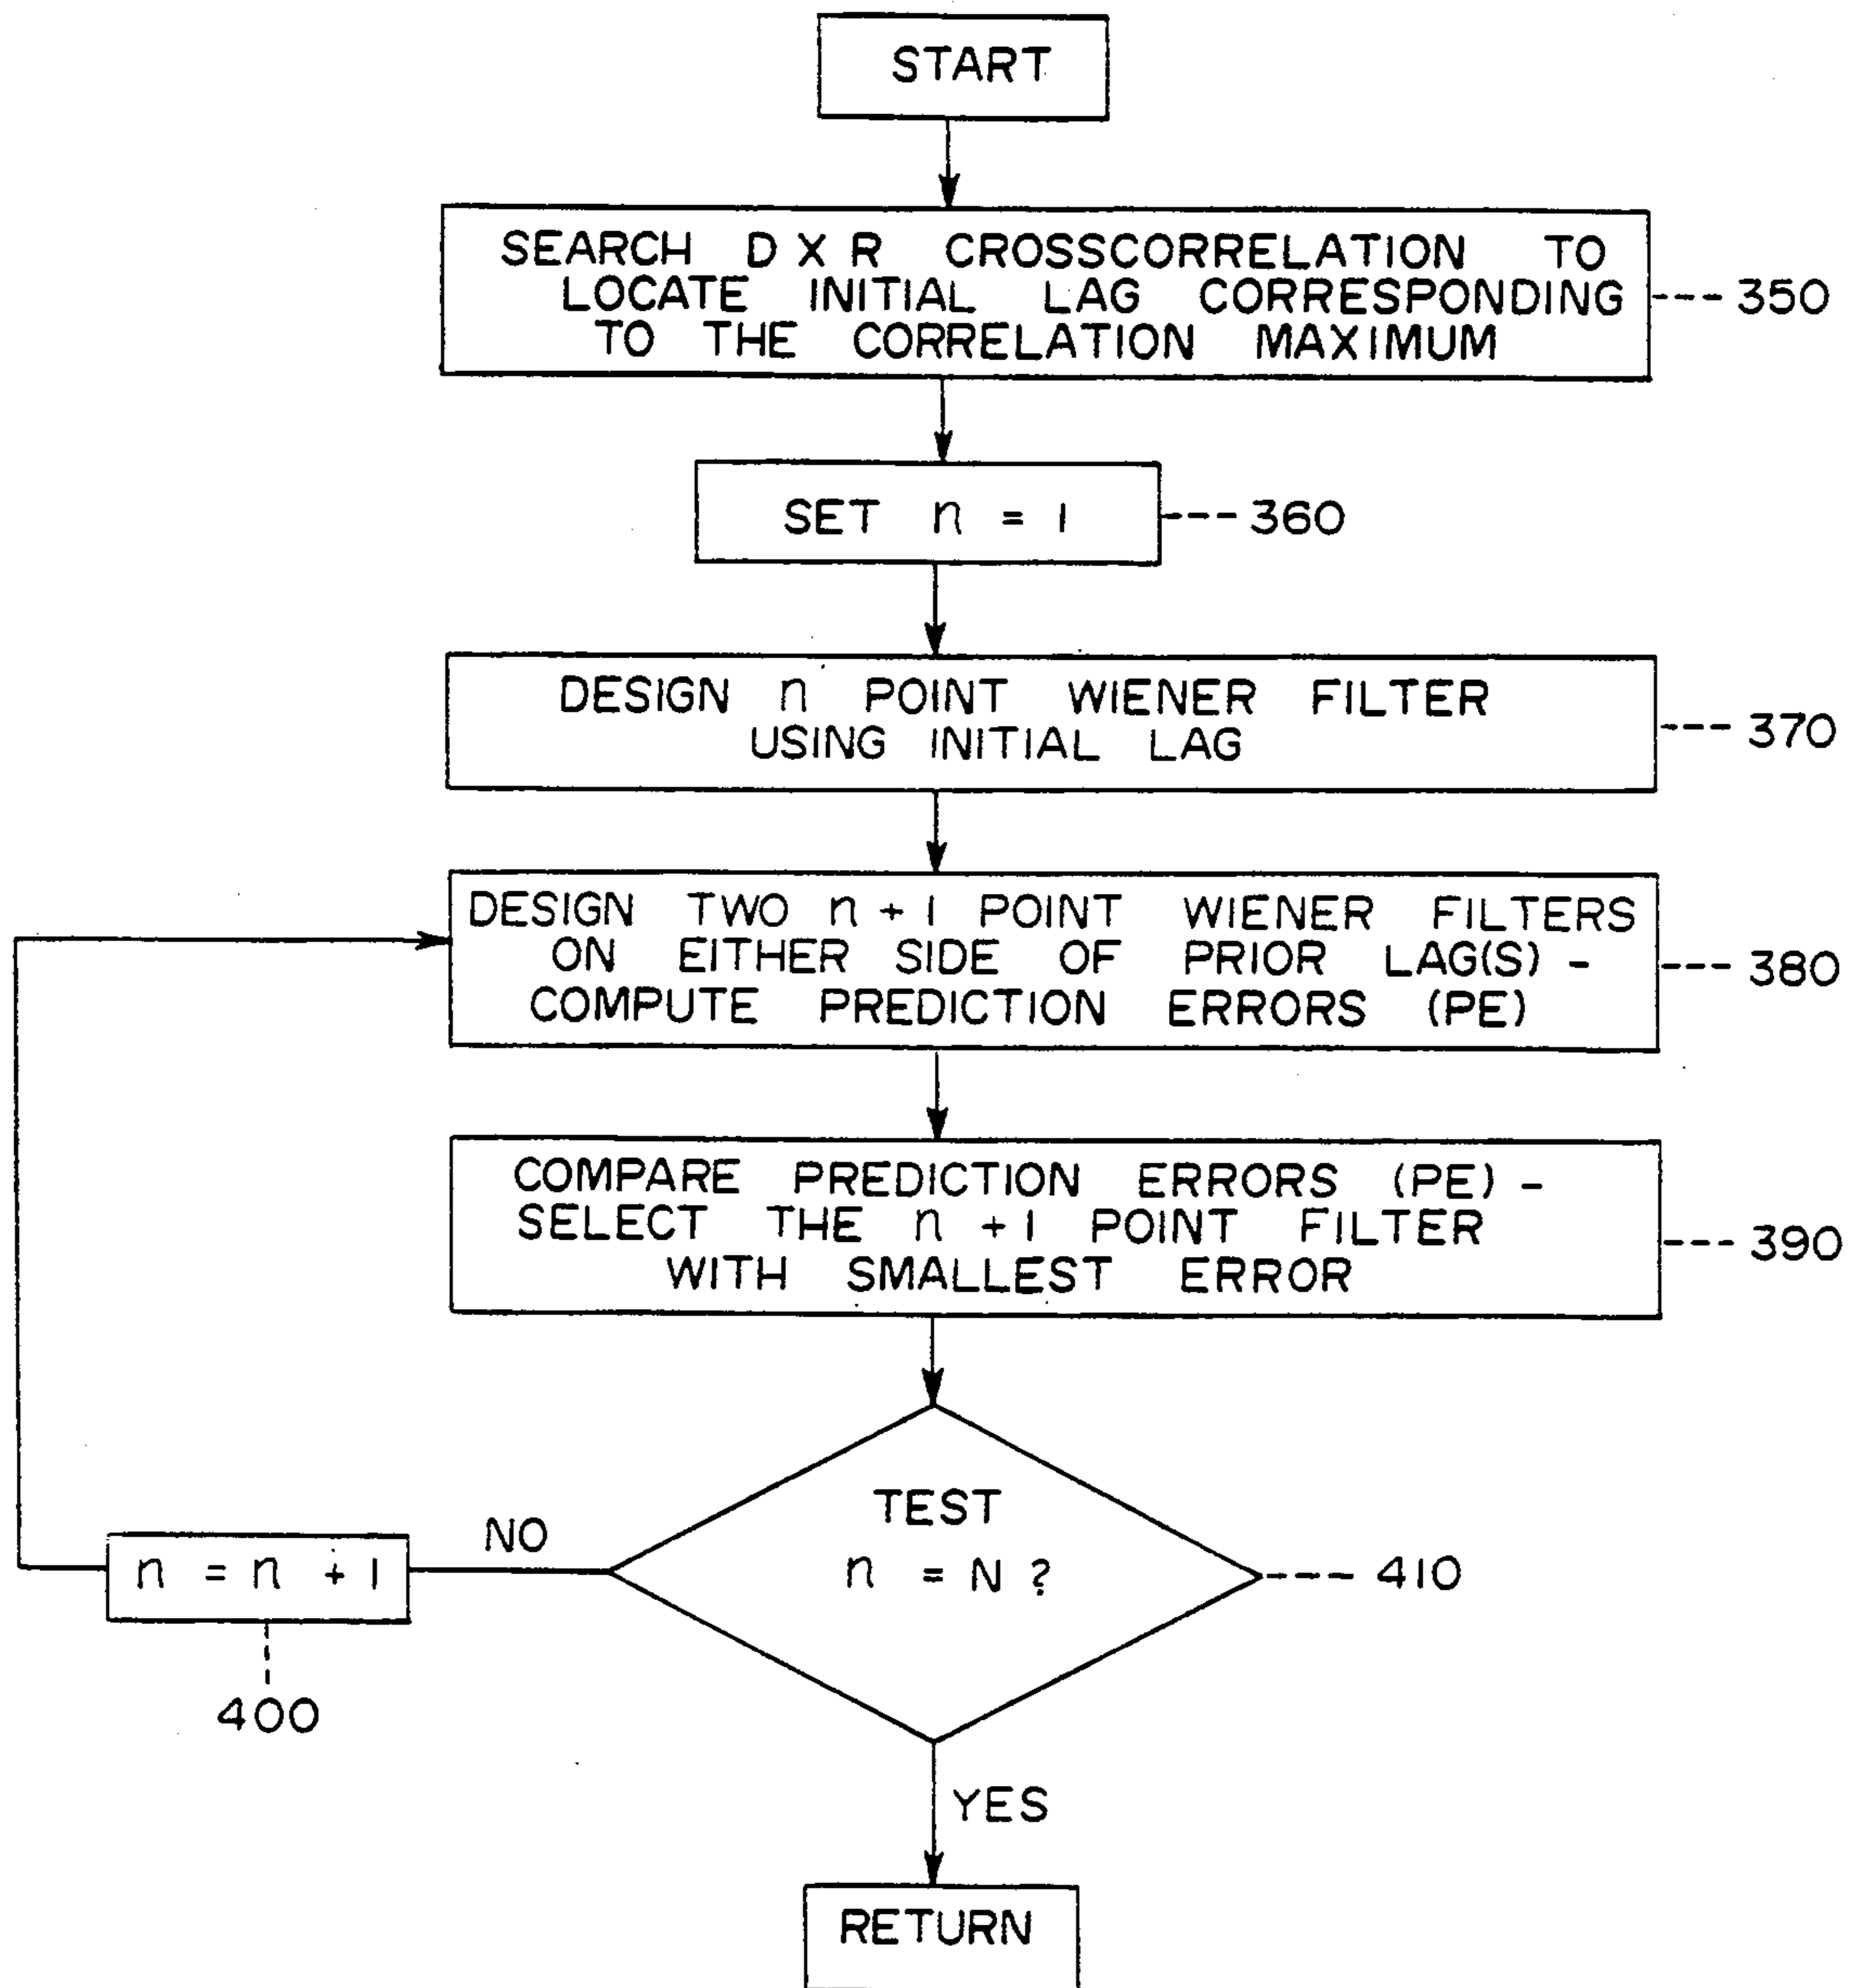 START
SEARCH D X R CROSSCORRELATION TO
LOCATE INITIAL LAG CORRESPONDING
TO THE CORRELATION MAXIMUM
350
SET n = 1
360
DESIGN n POINT WIENER FILTER
USING INITIAL LAG
370
DESIGN TWO n + 1 POINT WIENER FILTERS
ON EITHER SIDE OF PRIOR LAG(S) -
COMPUTE PREDICTION ERRORS (PE)
380
COMPARE PREDICTION ERRORS (PE) -
SELECT THE n + 1 POINT FILTER
WITH SMALLEST ERROR
390
TEST
n = N ?
410
NO
n = n + 1
400
YES
RETURN